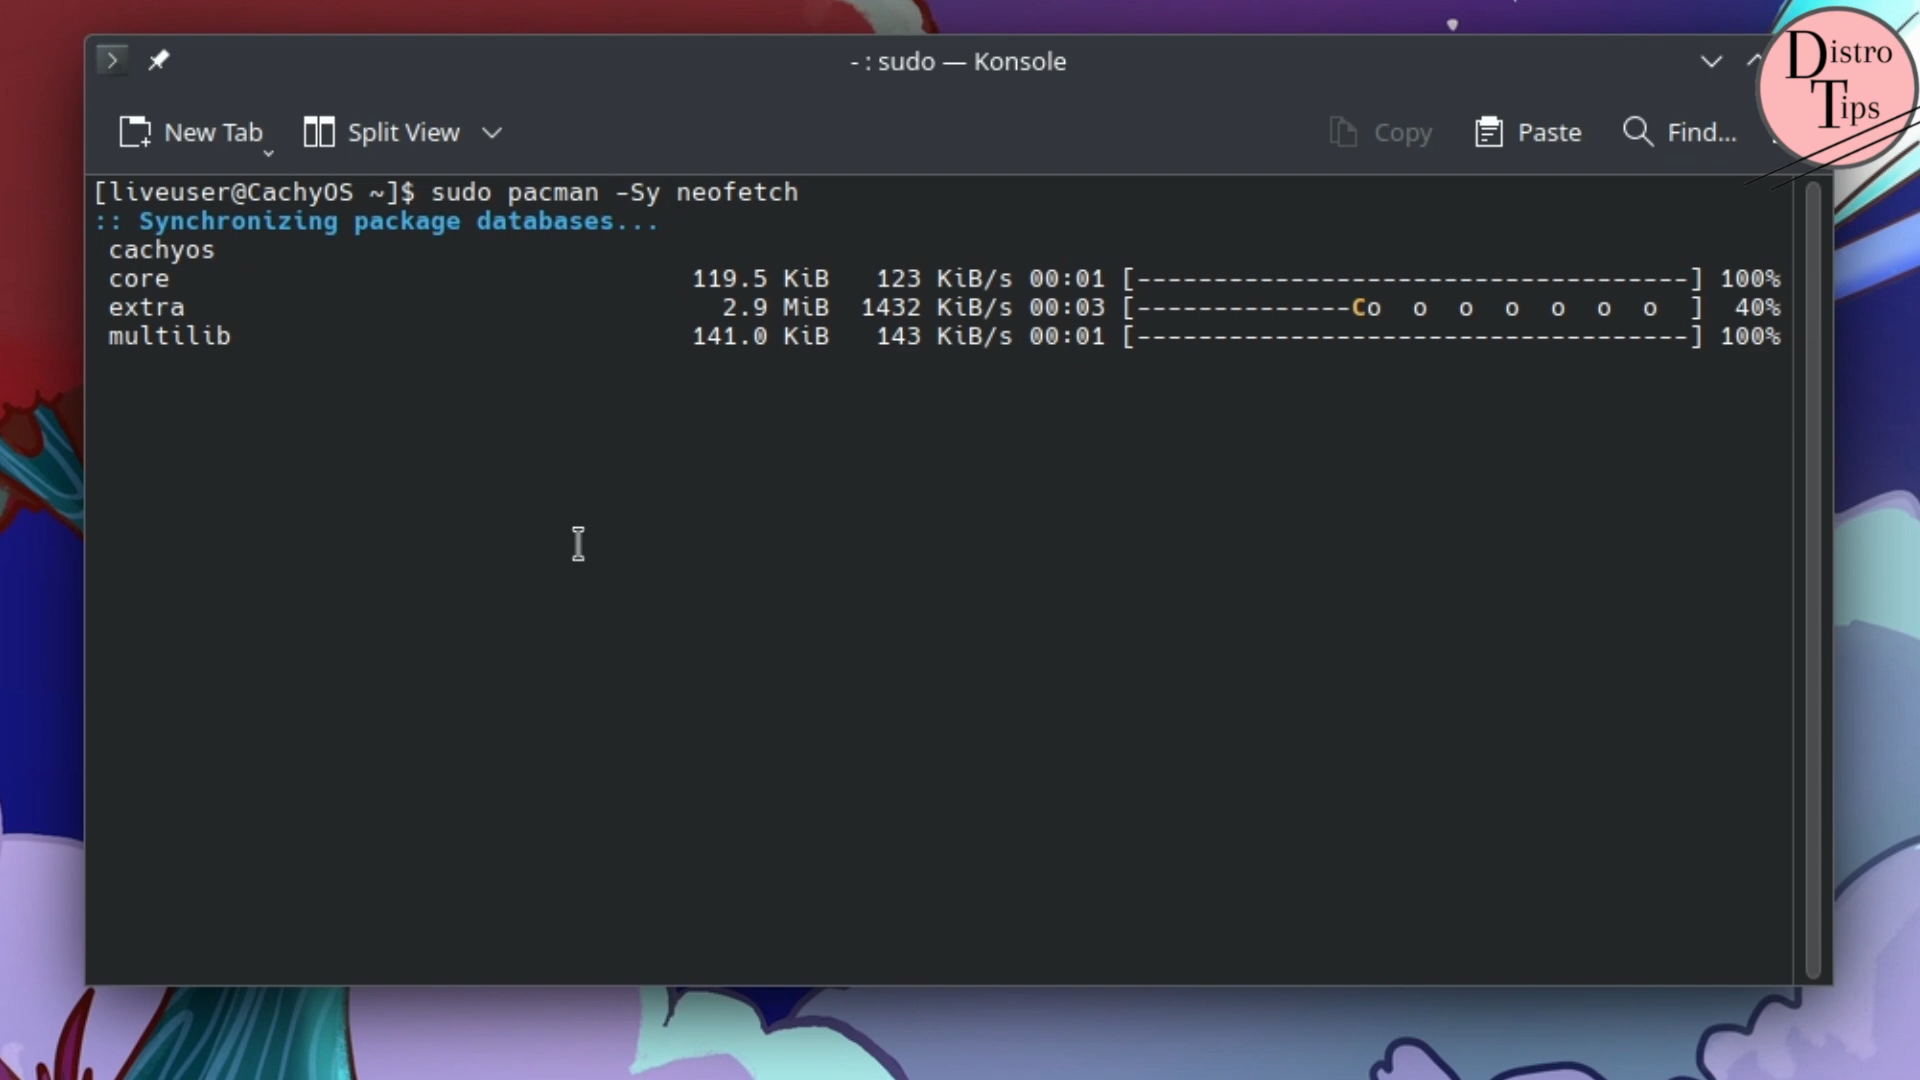 - : sudo — Konsole
New Tab
Split View
Copy
Paste
Find...
Distro
Tips
[liveuser@CachyOS ~]$ sudo pacman -Sy neofetch
:: Synchronizing package databases...
cachyos
core 119.5 KiB 123 KiB/s 00:01 [------------------------------------] 100%
extra 2.9 MiB 1432 KiB/s 00:03 [--------------Co o o o o o o ] 40%
multilib 141.0 KiB 143 KiB/s 00:01 [------------------------------------] 100%